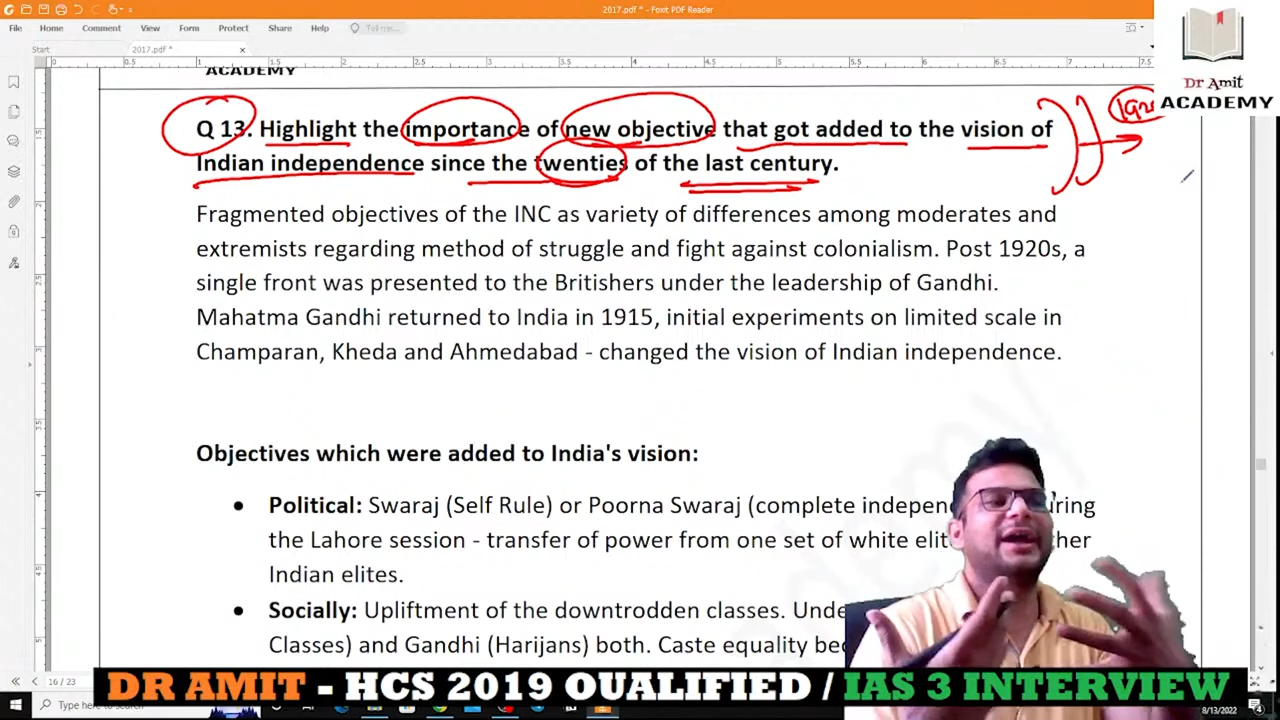 2017.pdf * - Foxit PDF Reader
File Home Comment View Form Protect Share Help Tell me...
Start 2017.pdf *
ACADEMY
Dr Amit
ACADEMY
Q 13. Highlight the importance of new objective that got added to the vision of
Indian independence since the twenties of the last century.
Fragmented objectives of the INC as variety of differences among moderates and
extremists regarding method of struggle and fight against colonialism. Post 1920s, a
single front was presented to the Britishers under the leadership of Gandhi.
Mahatma Gandhi returned to India in 1915, initial experiments on limited scale in
Champaran, Kheda and Ahmedabad - changed the vision of Indian independence.
Objectives which were added to India's vision:
• Political: Swaraj (Self Rule) or Poorna Swaraj (complete
the Lahore session - transfer of power from one set of white
Indian elites.
• Socially: Upliftment of the downtrodden classes.
Classes) and Gandhi (Harijans) both. Caste equality
16 / 23
DR AMIT - HCS 2019 QUALIFIED / IAS 3 INTERVIEW
Type here to search
8/13/2022